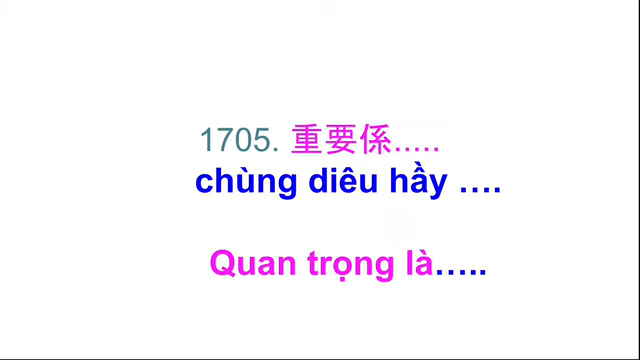 1705. 重要係.....
chùng diêu hầy ….
Quan trọng là…..